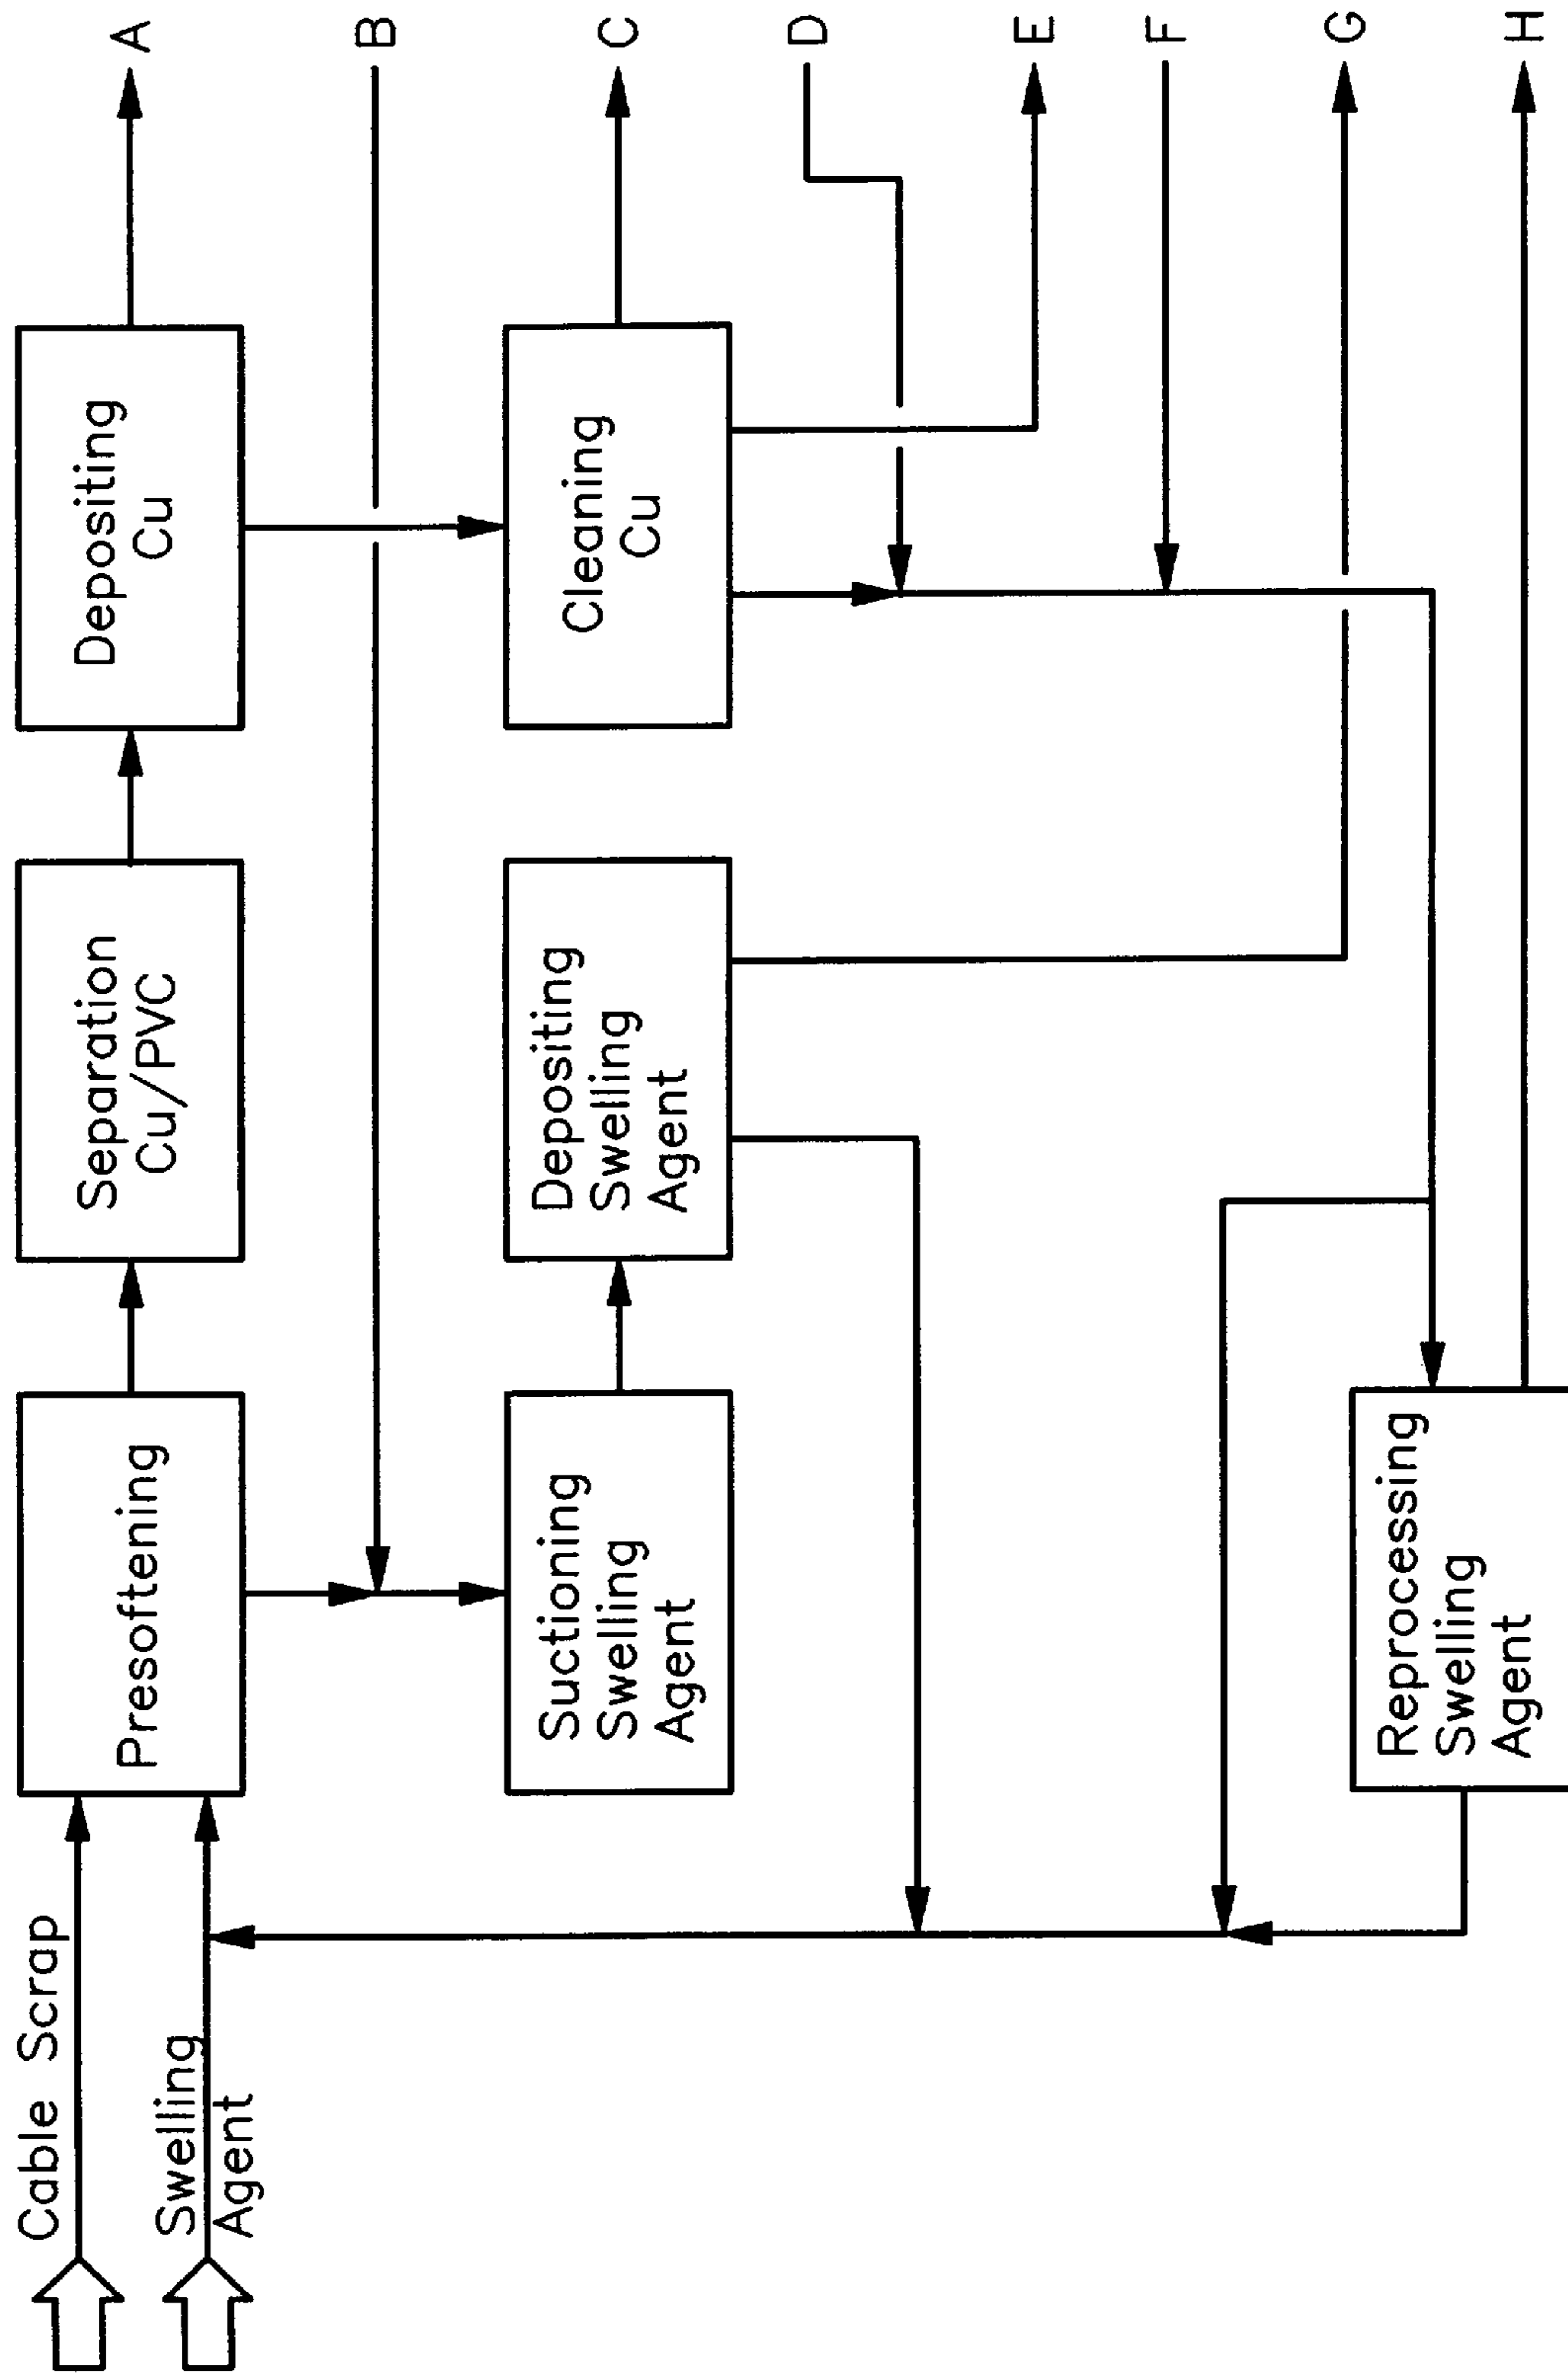 Cable Scrap
Swelling
Agent
Presoftening
Separation
Cu/PVC
Depositing
Cu
A
B
Suctioning
Swelling
Agent
Depositing
Swelling
Agent
Cleaning
Cu
C
D
E
F
G
Reprocessing
Swelling
Agent
H